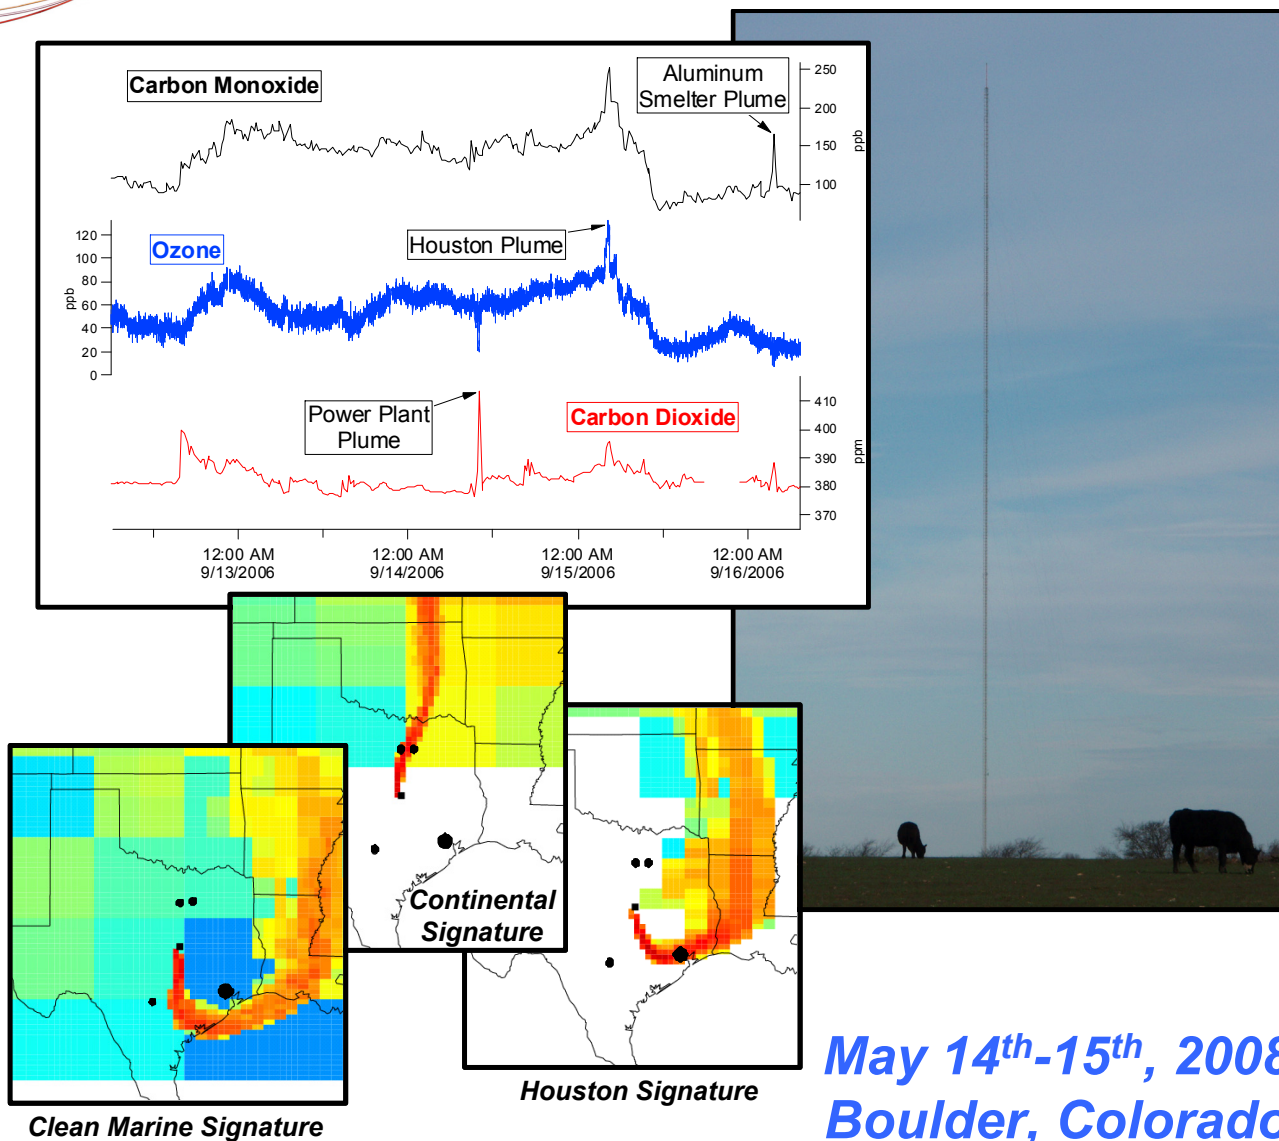 Carbon Monoxide
Aluminum
Smelter Plume
250
200
150
100
ppb
Ozone
Houston Plume
120
100
80
60
40
20
0
ppb
Power Plant
Plume
Carbon Dioxide
410
400
390
380
370
ppm
12:00 AM
9/13/2006
12:00 AM
9/14/2006
12:00 AM
9/15/2006
12:00 AM
9/16/2006
Continental
Signature
Houston Signature
Clean Marine Signature
May 14th-15th, 2008
Boulder, Colorado